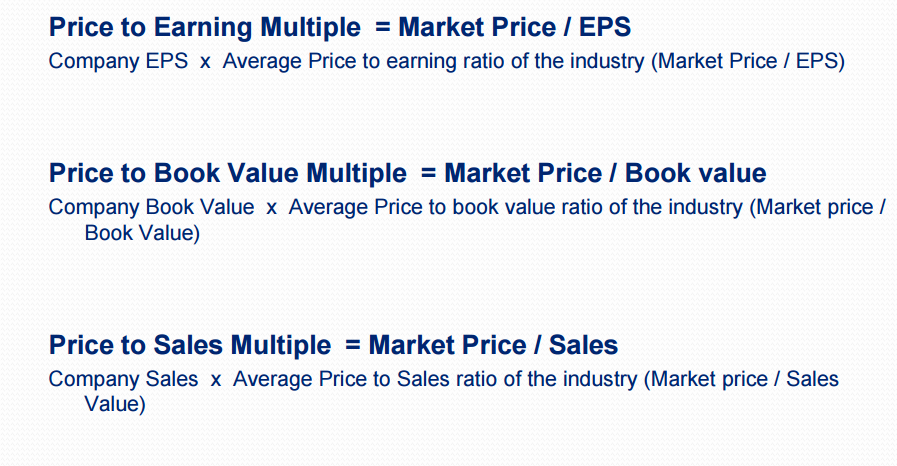 Price to Earning Multiple = Market Price / EPS
Company EPS x Average Price to earning ratio of the industry (Market Price / EPS)
Price to Book Value Multiple = Market Price / Book value
Company Book Value x Average Price to book value ratio of the industry (Market price /
Book Value)
Price to Sales Multiple = Market Price / Sales
Company Sales x Average Price to Sales ratio of the industry (Market price / Sales
Value)